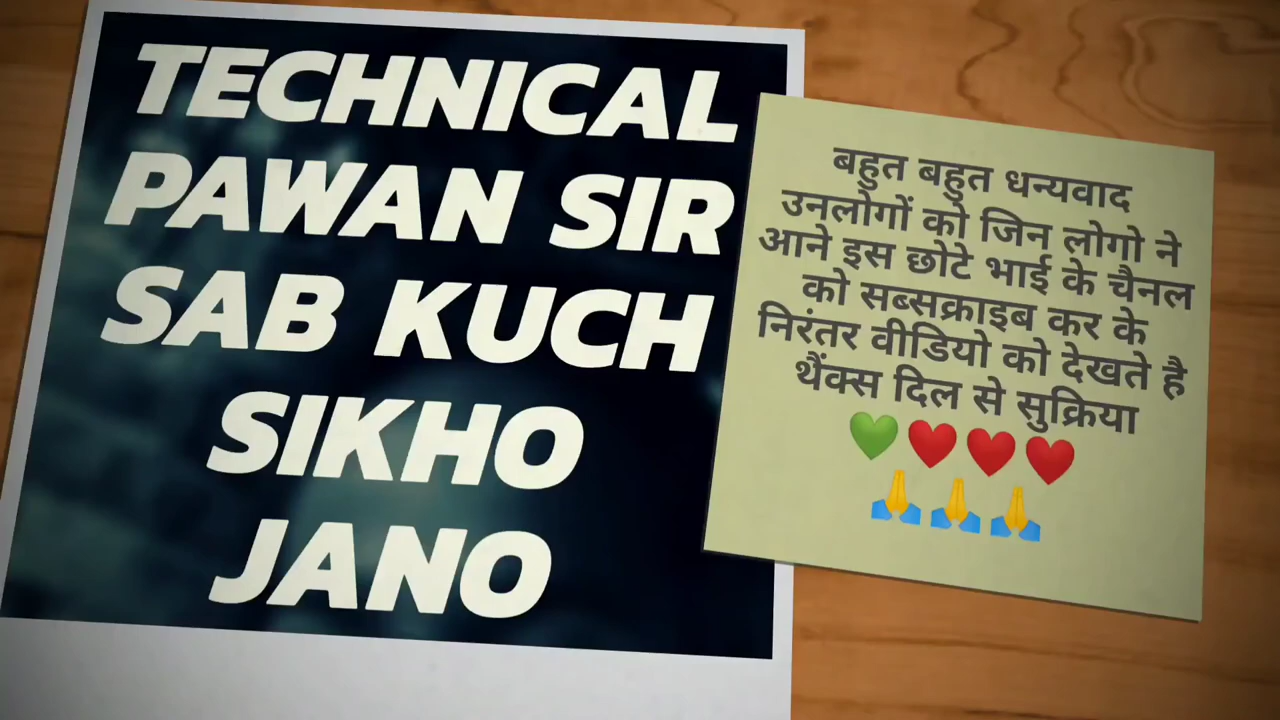 TECHNICAL
PAWAN SIR
SAB KUCH
SIKHO
JANO
बहुत बहुत धन्यवाद
उनलोगों को जिन लोगो ने
आने इस छोटे भाई के चैनल
को सब्सक्राइब कर के
निरंतर वीडियो को देखते है
थैंक्स दिल से सुक्रिया
💚❤️❤️❤️
🙏🙏🙏